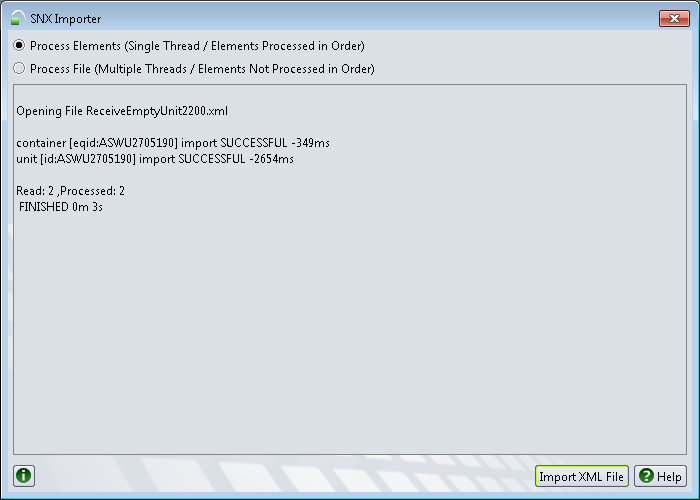 SNX Importer
Process Elements (Single Thread / Elements Processed in Order)
Process File (Multiple Threads / Elements Not Processed in Order)
Opening File ReceiveEmptyUnit2200.xml
container [eqid:ASWU2705190] import SUCCESSFUL -349ms
unit [id:ASWU2705190] import SUCCESSFUL -2654ms
Read: 2 ,Processed: 2
FINISHED 0m 3s
Import XML File
Help